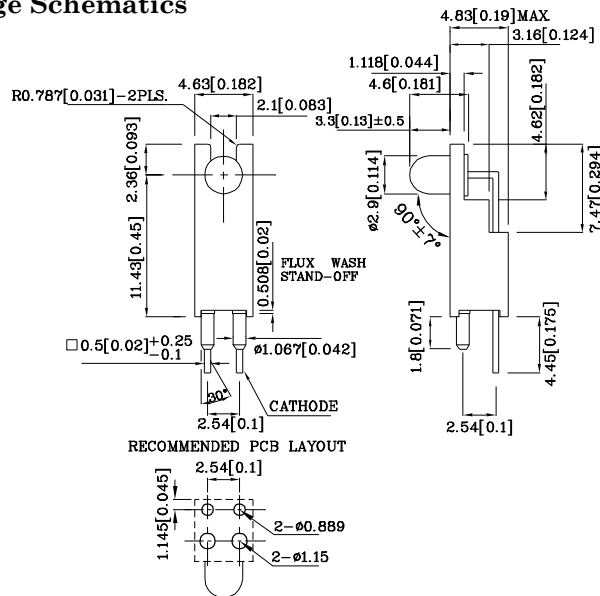 ge Schematics
4.83[0.19] MAX.
3.16[0.124]
1.118[0.044]
4.6[0.181]
3.3[0.13]±0.5
4.62[0.182]
7.47[0.294]
ø2.9[0.114]
90°±7°
1.8[0.071]
4.45[0.175]
2.54[0.1]
4.63[0.182]
R0.787[0.031]-2PLS.
2.1[0.083]
2.36[0.093]
11.43[0.45]
0.508[0.02]
FLUX WASH
STAND-OFF
□0.5[0.02]+0.25
-0.1
ø1.067[0.042]
30°
CATHODE
2.54[0.1]
RECOMMENDED PCB LAYOUT
2.54[0.1]
1.145[0.045]
2-ø0.889
2-ø1.15